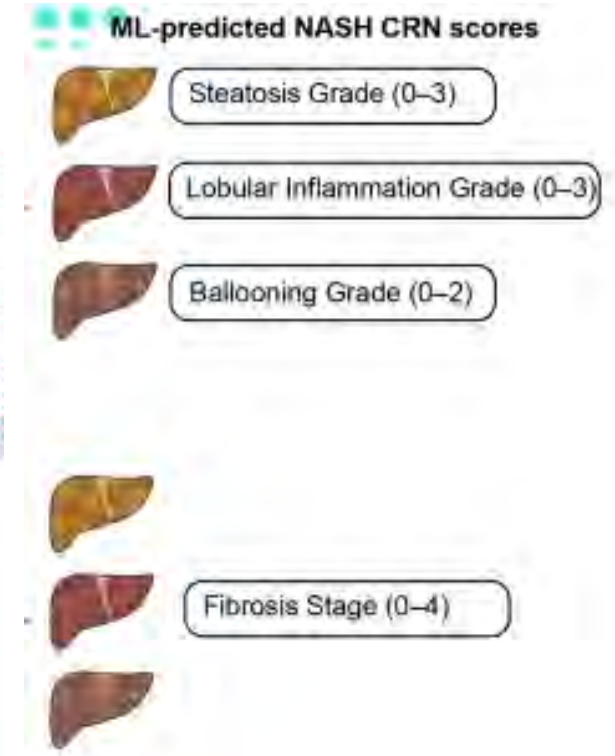 ML-predicted NASH CRN scores
Steatosis Grade (0–3)
Lobular Inflammation Grade (0–3)
Ballooning Grade (0–2)
Fibrosis Stage (0–4)